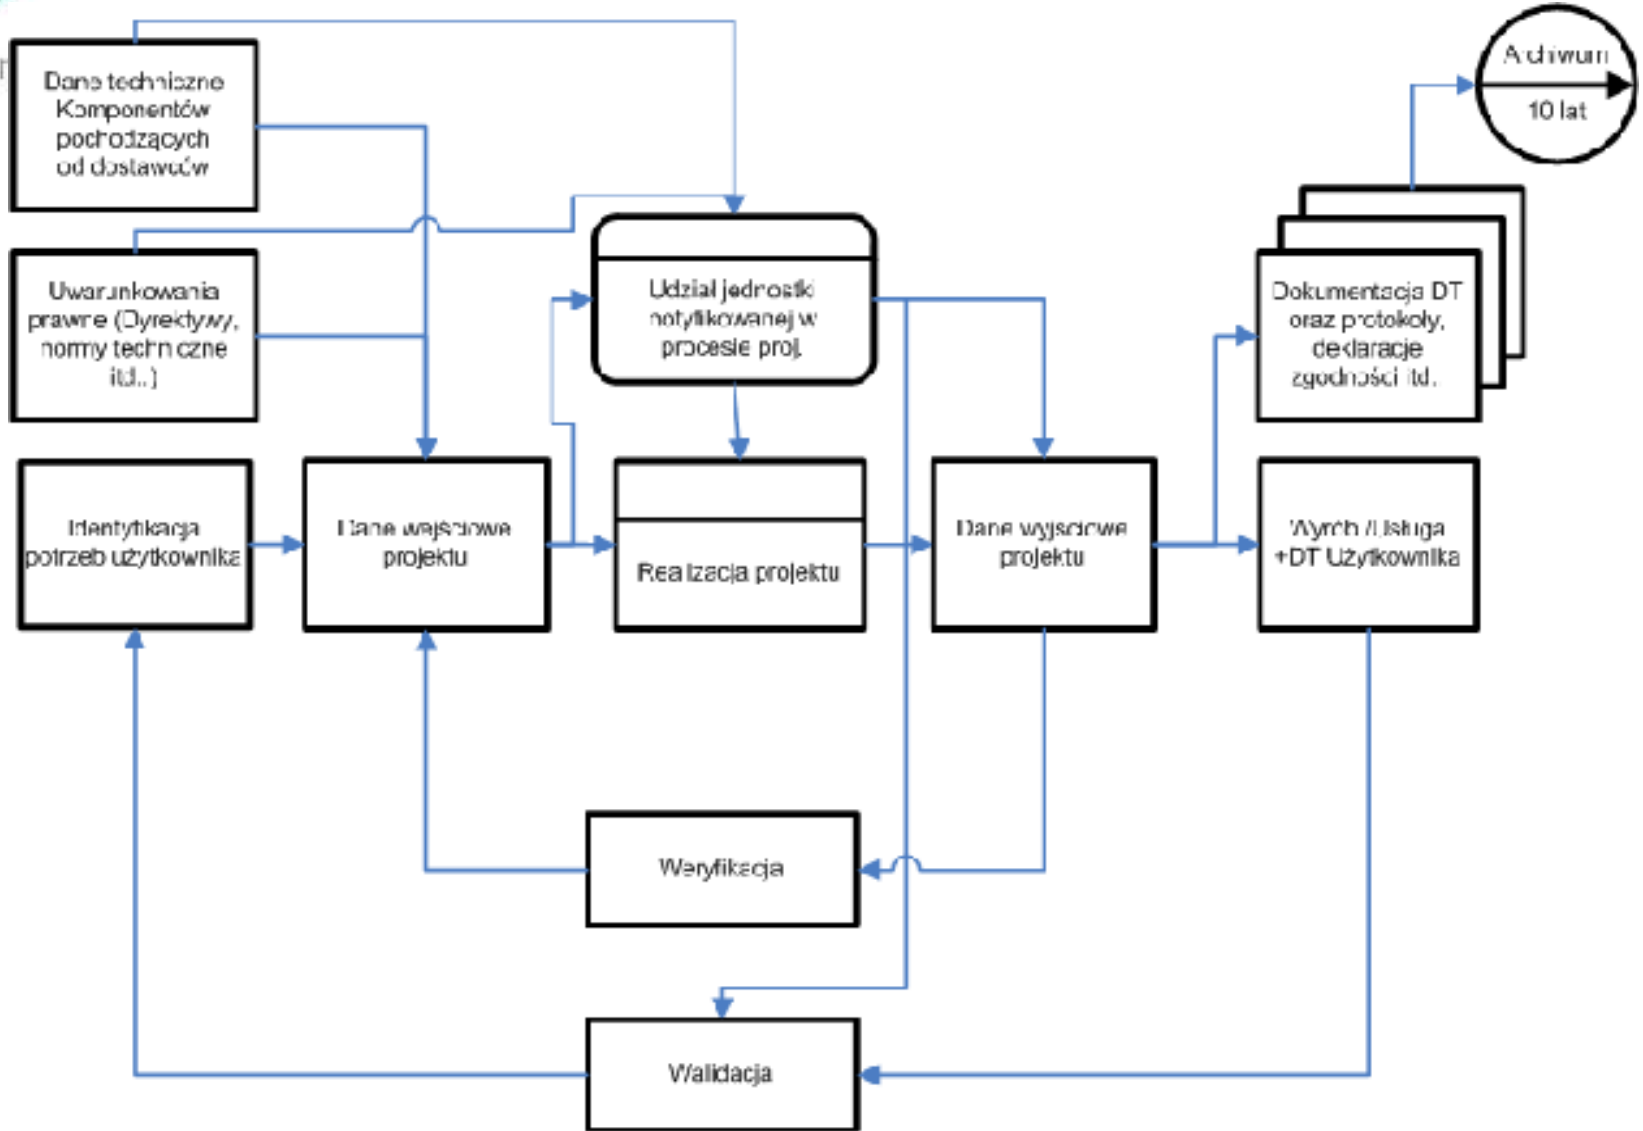 Dane techniczne
Komponentów
pochodzących
od dostawców
Archiwum
10 lat
Uwarunkowania
prawne (Dyrektywy,
normy techniczne
itd..)
Udział jednostki
notyfikowanej w
procesie proj.
Dokumentacja DT
oraz protokoły,
deklaracje
zgodności itd..
Identyfikacja
potrzeb użytkownika
Dane wejściowe
projektu
Realizacja projektu
Dane wyjściowe
projektu
Wyrób /Usługa
+DT Użytkownika
Weryfikacja
Walidacja